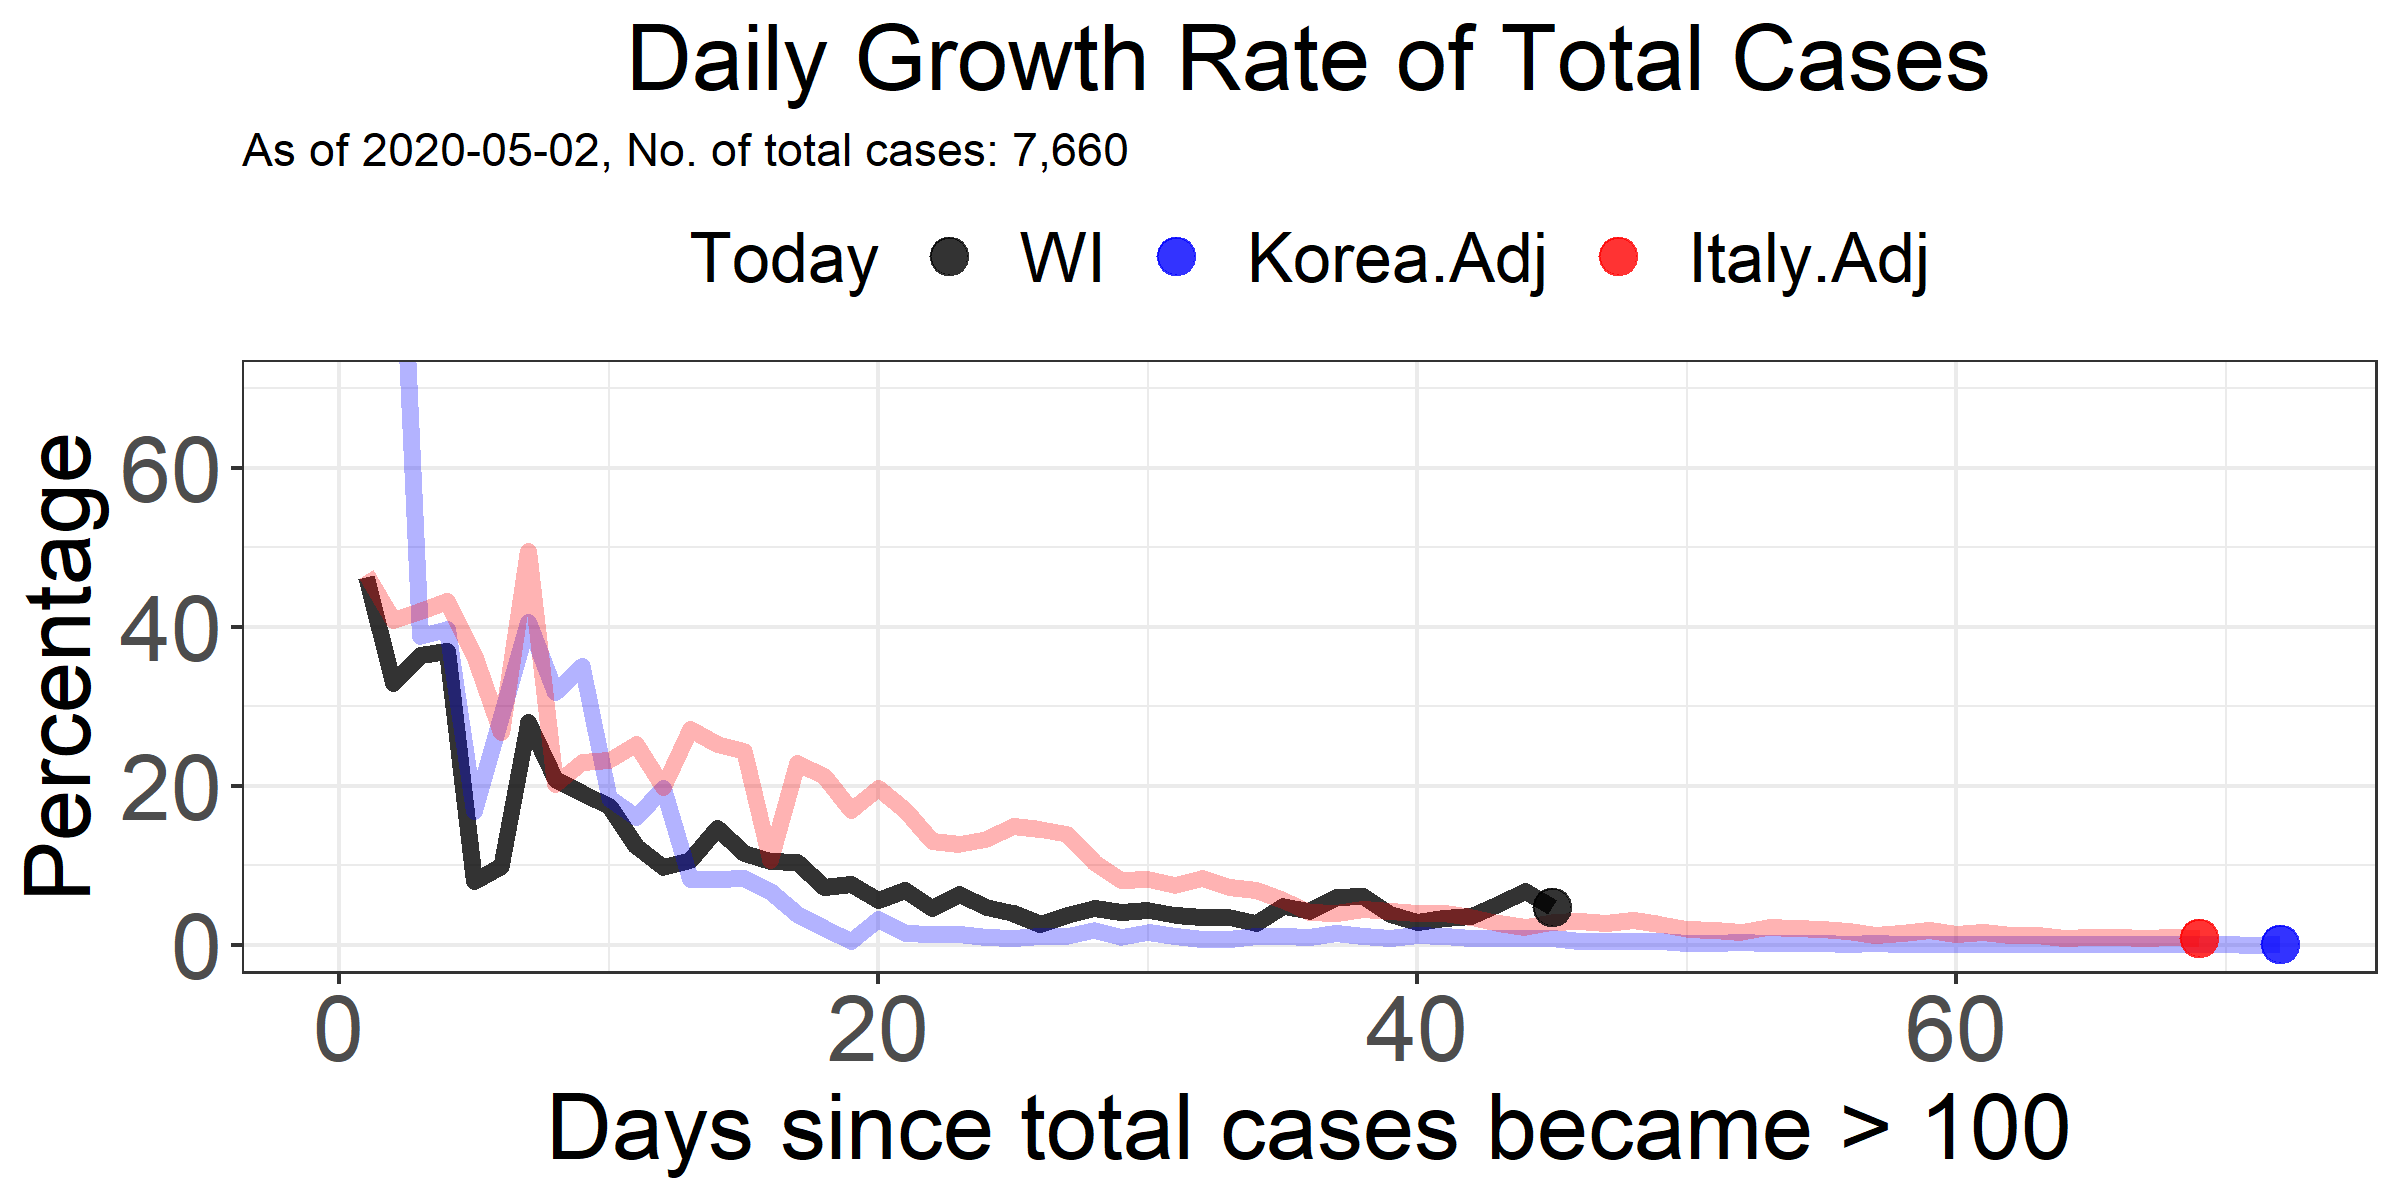 Daily Growth Rate of Total Cases
As of 2020-05-02, No. of total cases: 7,660
Today WI Korea.Adj Italy.Adj
Percentage
60
40
20
0
0 20 40 60
Days since total cases became > 100